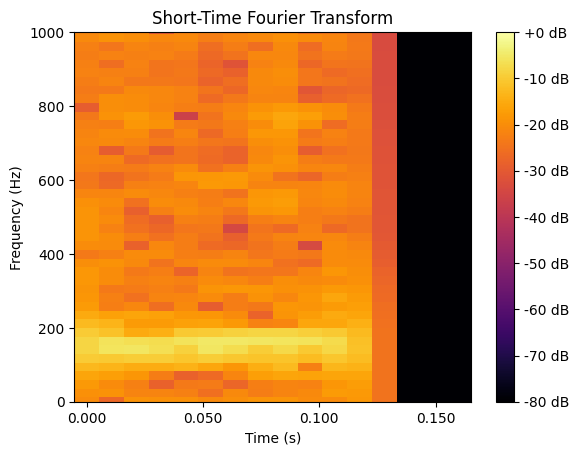 Short-Time Fourier Transform
Frequency (Hz)
1000
800
600
400
200
0
0.000
0.050
0.100
0.150
Time (s)
+0 dB
-10 dB
-20 dB
-30 dB
-40 dB
-50 dB
-60 dB
-70 dB
-80 dB